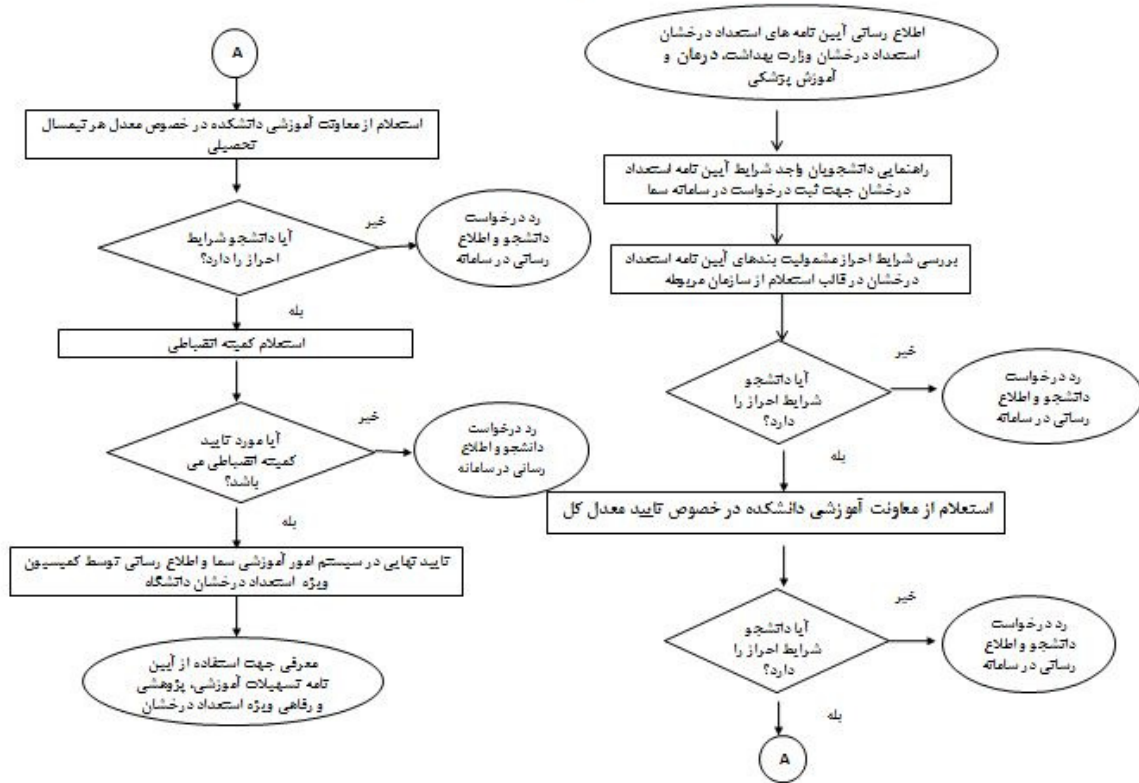 اطلاع رسانی آیین نامه های استعداد درخشان
استعداد درخشان وزارت بهداشت، درمان و
آموزش پزشکی
راهنمایی دانشجویان واجد شرایط آیین نامه استعداد
درخشان جهت ثبت درخواست در سامانه سما
بررسی شرایط احراز مشمولیت بندهای آیین نامه استعداد
درخشان در قالب استعلام از سازمان مربوطه
آیا دانشجو
شرایط احراز را
دارد؟
خیر
رد درخواست
دانشجو و اطلاع
رسانی در سامانه
بله
استعلام از معاونت آموزشی دانشکده در خصوص تایید معدل کل
آیا دانشجو
شرایط احراز را
دارد؟
خیر
رد درخواست
دانشجو و اطلاع
رسانی در سامانه
بله
A
A
استعلام از معاونت آموزشی دانشکده در خصوص معدل هر نیمسال
تحصیلی
آیا دانشجو شرایط
احراز را دارد؟
خیر
رد درخواست
دانشجو و اطلاع
رسانی در سامانه
بله
استعلام کمیته انضباطی
آیا مورد تایید
کمیته انضباطی می
باشد؟
خیر
رد درخواست
دانشجو و اطلاع
رسانی در سامانه
بله
تایید نهایی در سیستم امور آموزشی سما و اطلاع رسانی توسط کمیسیون
ویژه استعداد درخشان دانشگاه
معرفی جهت استفاده از آیین
نامه تسهیلات آموزشی، پژوهشی
و رفاهی ویژه استعداد درخشان